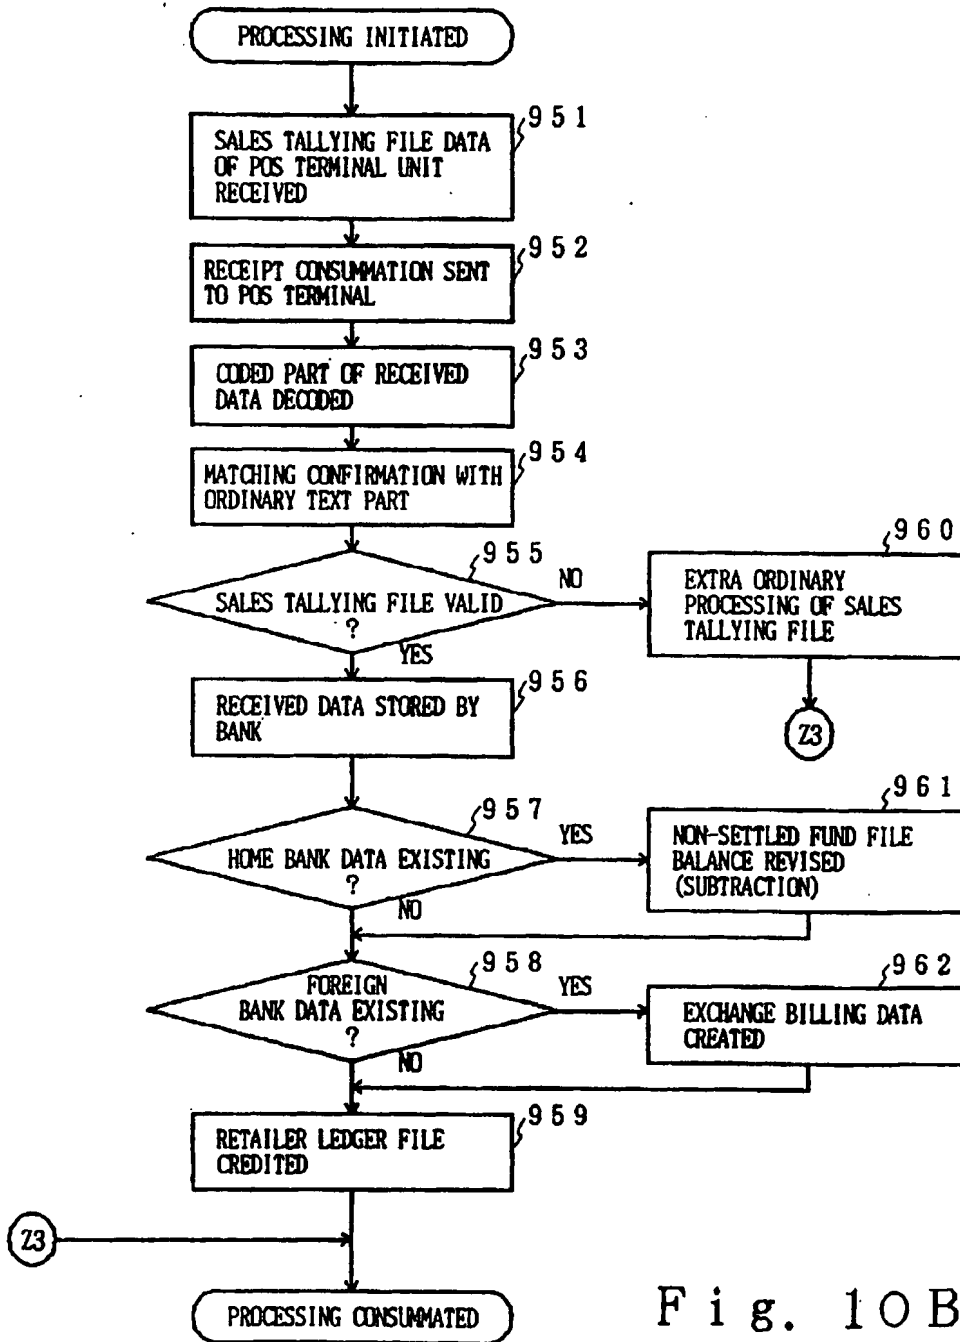 PROCESSING INITIATED
951
SALES TALLYING FILE DATA
OF POS TERMINAL UNIT
RECEIVED
952
RECEIPT CONSUMMATION SENT
TO POS TERMINAL
953
CODED PART OF RECEIVED
DATA DECODED
954
MATCHING CONFIRMATION WITH
ORDINARY TEXT PART
955
SALES TALLYING FILE VALID
?
NO
YES
960
EXTRA ORDINARY
PROCESSING OF SALES
TALLYING FILE
Z3
956
RECEIVED DATA STORED BY
BANK
957
HOME BANK DATA EXISTING
?
YES
NO
961
NON-SETTLED FUND FILE
BALANCE REVISED
(SUBTRACTION)
958
FOREIGN
BANK DATA EXISTING
?
YES
NO
962
EXCHANGE BILLING DATA
CREATED
959
RETAILER LEDGER FILE
CREDITED
Z3
PROCESSING CONSUMMATED
Fig. 10B